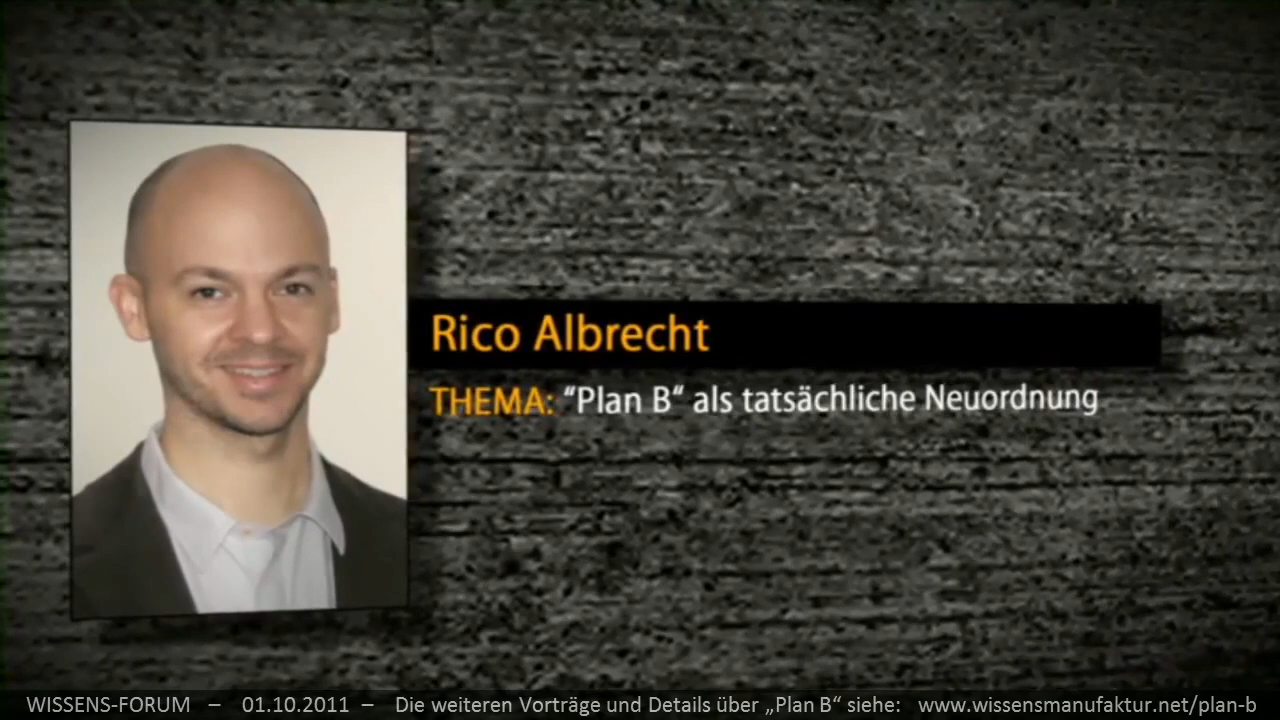 Rico Albrecht
THEMA: “Plan B“ als tatsächliche Neuordnung
WISSENS-FORUM – 01.10.2011 – Die weiteren Vorträge und Details über „Plan B“ siehe: www.wissensmanufaktur.net/plan-b